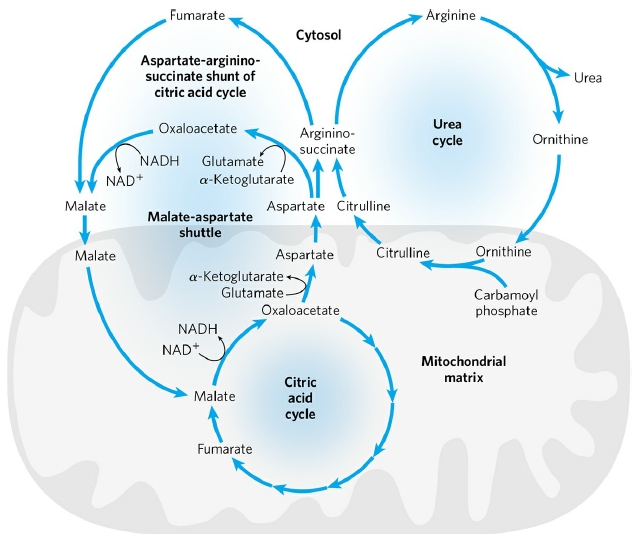 Fumarate
Cytosol
Arginine
Aspartate-arginino-
succinate shunt of
citric acid cycle
Urea
Oxaloacetate
Arginino-
succinate
Urea
cycle
Ornithine
NADH
NAD⁺
Glutamate
α-Ketoglutarate
Malate
Aspartate
Citrulline
Malate-aspartate
shuttle
Malate
Aspartate
Citrulline
Ornithine
α-Ketoglutarate
Glutamate
Carbamoyl
phosphate
Oxaloacetate
NADH
NAD⁺
Mitochondrial
matrix
Malate
Citric
acid
cycle
Fumarate